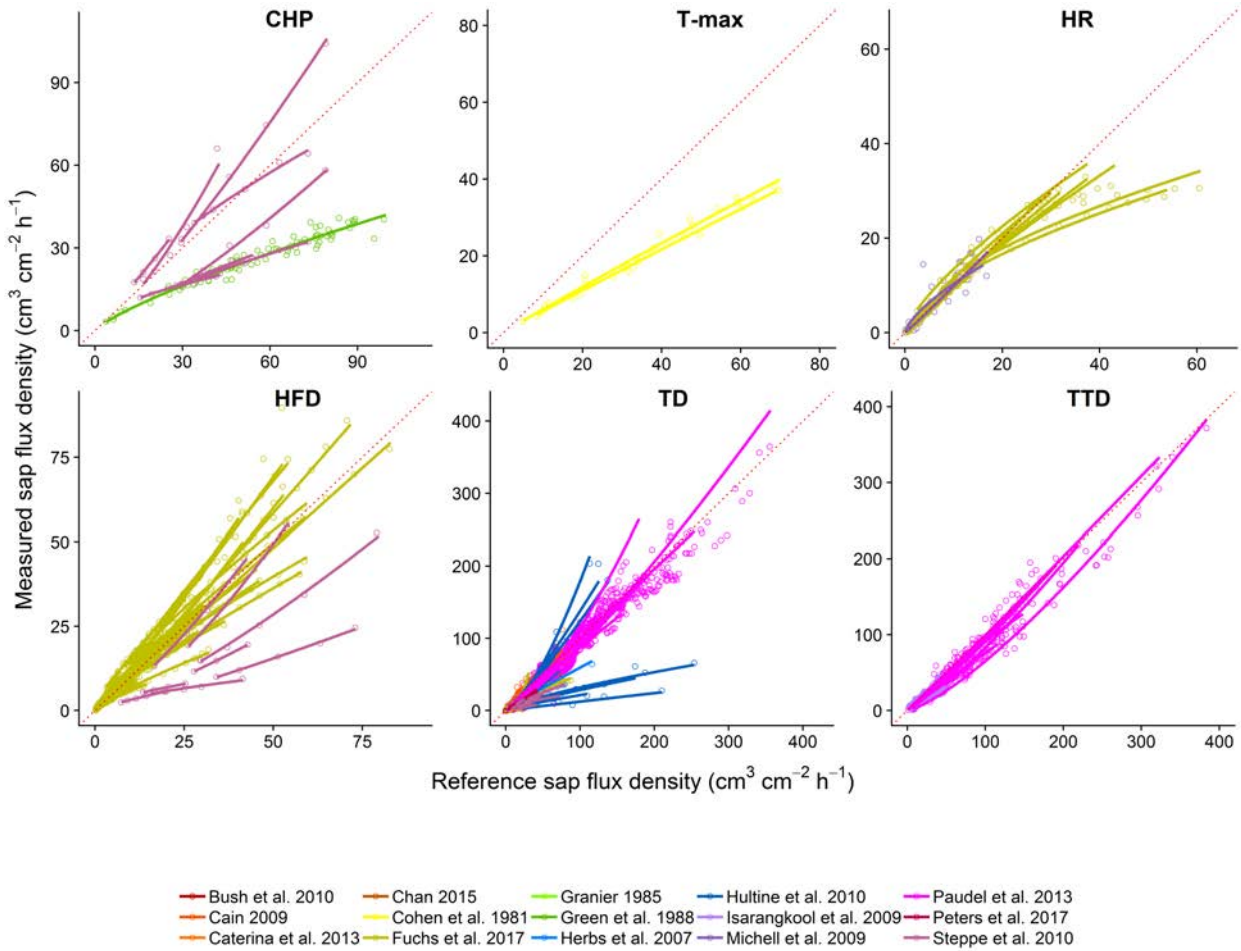 CHP T-max HR
90
60
30
0
0 30 60 90
80
60
40
20
0
0 20 40 60 80
60
40
20
0
0 20 40 60
Measured sap flux density (cm³ cm⁻² h⁻¹)
HFD TD TTD
75
50
25
0
0 25 50 75
400
300
200
100
0
0 100 200 300 400
400
300
200
100
0
0 100 200 300 400
Reference sap flux density (cm³ cm⁻² h⁻¹)
Bush et al. 2010 Chan 2015 Granier 1985 Hultine et al. 2010 Paudel et al. 2013
Cain 2009 Cohen et al. 1981 Green et al. 1988 Isarangkool et al. 2009 Peters et al. 2017
Caterina et al. 2013 Fuchs et al. 2017 Herbs et al. 2007 Michell et al. 2009 Steppe et al. 2010